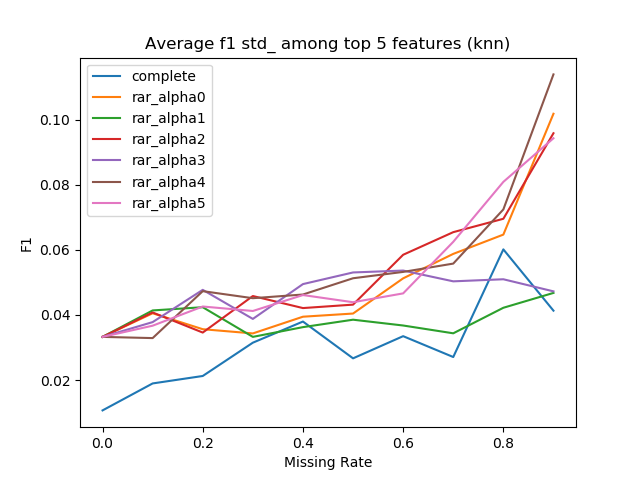 Average f1 std_ among top 5 features (knn)
complete
rar_alpha0
rar_alpha1
rar_alpha2
rar_alpha3
rar_alpha4
rar_alpha5
F1
0.10
0.08
0.06
0.04
0.02
0.0
0.2
0.4
0.6
0.8
Missing Rate